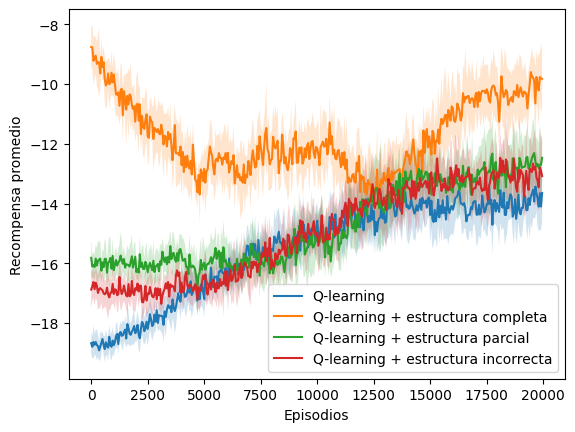 Recompensa promedio
−8
−10
−12
−14
−16
−18
0
2500
5000
7500
10000
12500
15000
17500
20000
Episodios
Q-learning
Q-learning + estructura completa
Q-learning + estructura parcial
Q-learning + estructura incorrecta